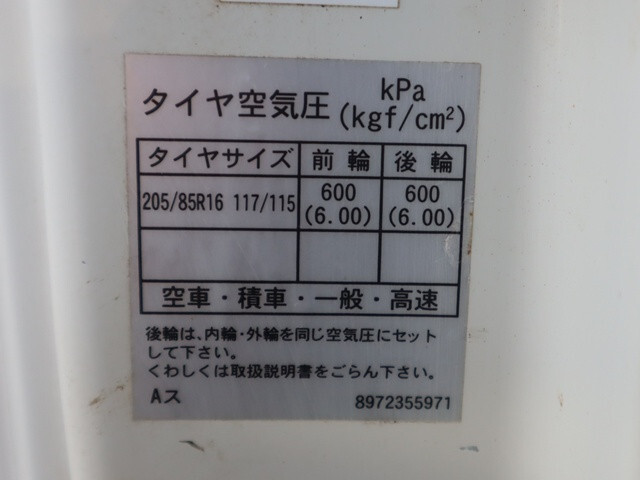 タイヤ空気圧 kPa
(kgf/cm²)
タイヤサイズ 前輪 後輪
205/85R16 117/115 600 600
(6.00) (6.00)
空車・積車・一般・高速
後輪は、内輪・外輪を同じ空気圧にセット
して下さい。
くわしくは取扱説明書をごらん下さい。
Aス 8972355971